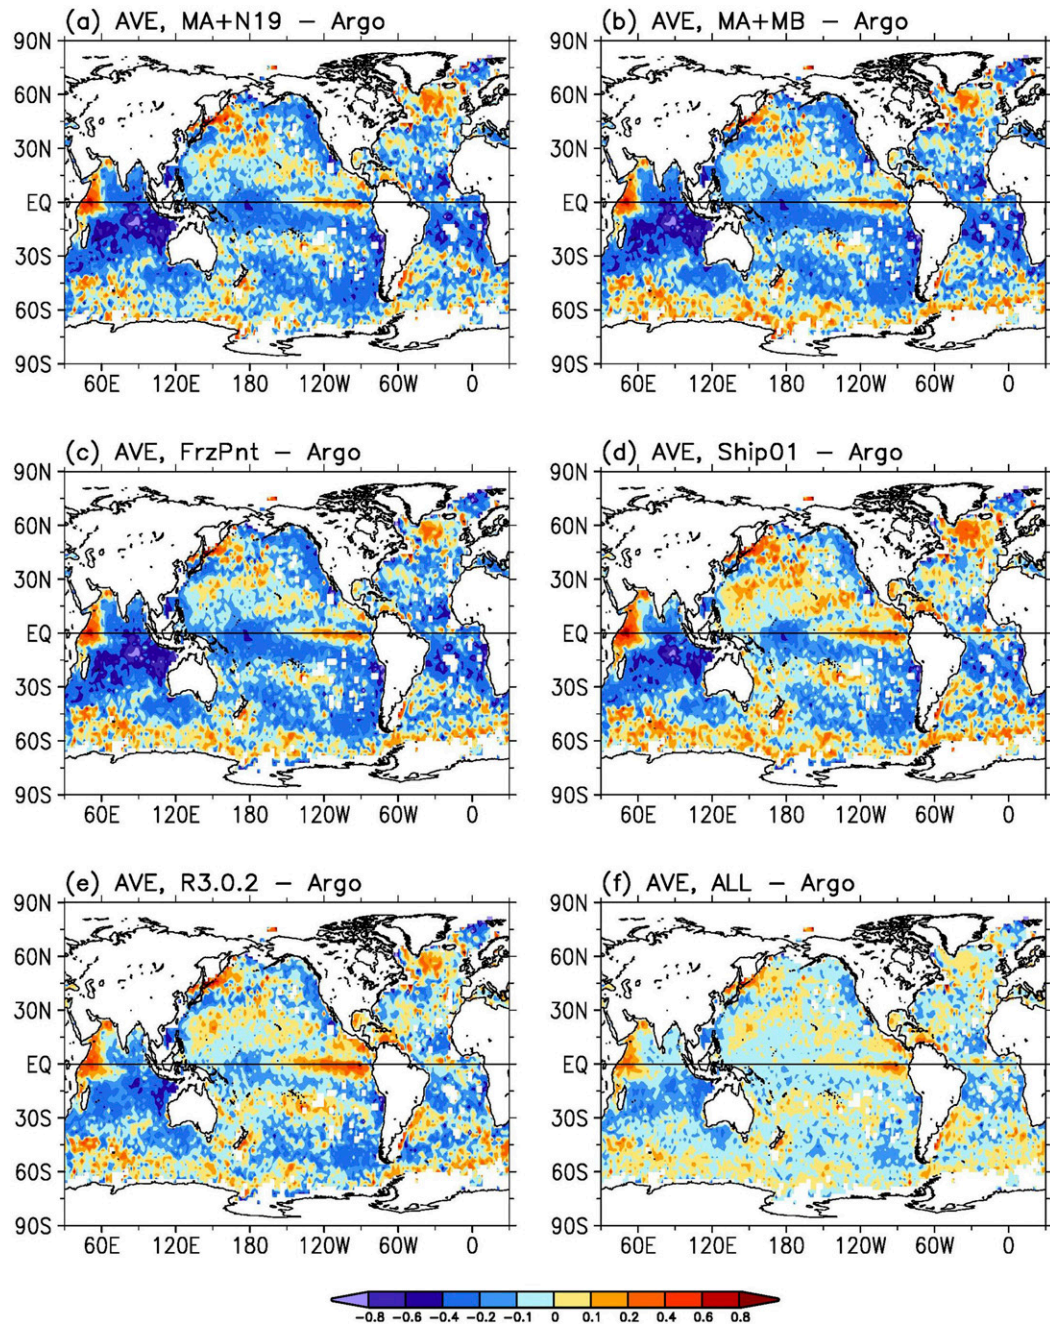 (a) AVE, MA+N19 – Argo
90N
60N
30N
EQ
30S
60S
90S
60E 120E 180 120W 60W 0
(b) AVE, MA+MB – Argo
90N
60N
30N
EQ
30S
60S
90S
60E 120E 180 120W 60W 0
(c) AVE, FrzPnt – Argo
90N
60N
30N
EQ
30S
60S
90S
60E 120E 180 120W 60W 0
(d) AVE, Ship01 – Argo
90N
60N
30N
EQ
30S
60S
90S
60E 120E 180 120W 60W 0
(e) AVE, R3.0.2 – Argo
90N
60N
30N
EQ
30S
60S
90S
60E 120E 180 120W 60W 0
(f) AVE, ALL – Argo
90N
60N
30N
EQ
30S
60S
90S
60E 120E 180 120W 60W 0
-0.8 -0.6 -0.4 -0.2 -0.1 0 0.1 0.2 0.4 0.6 0.8